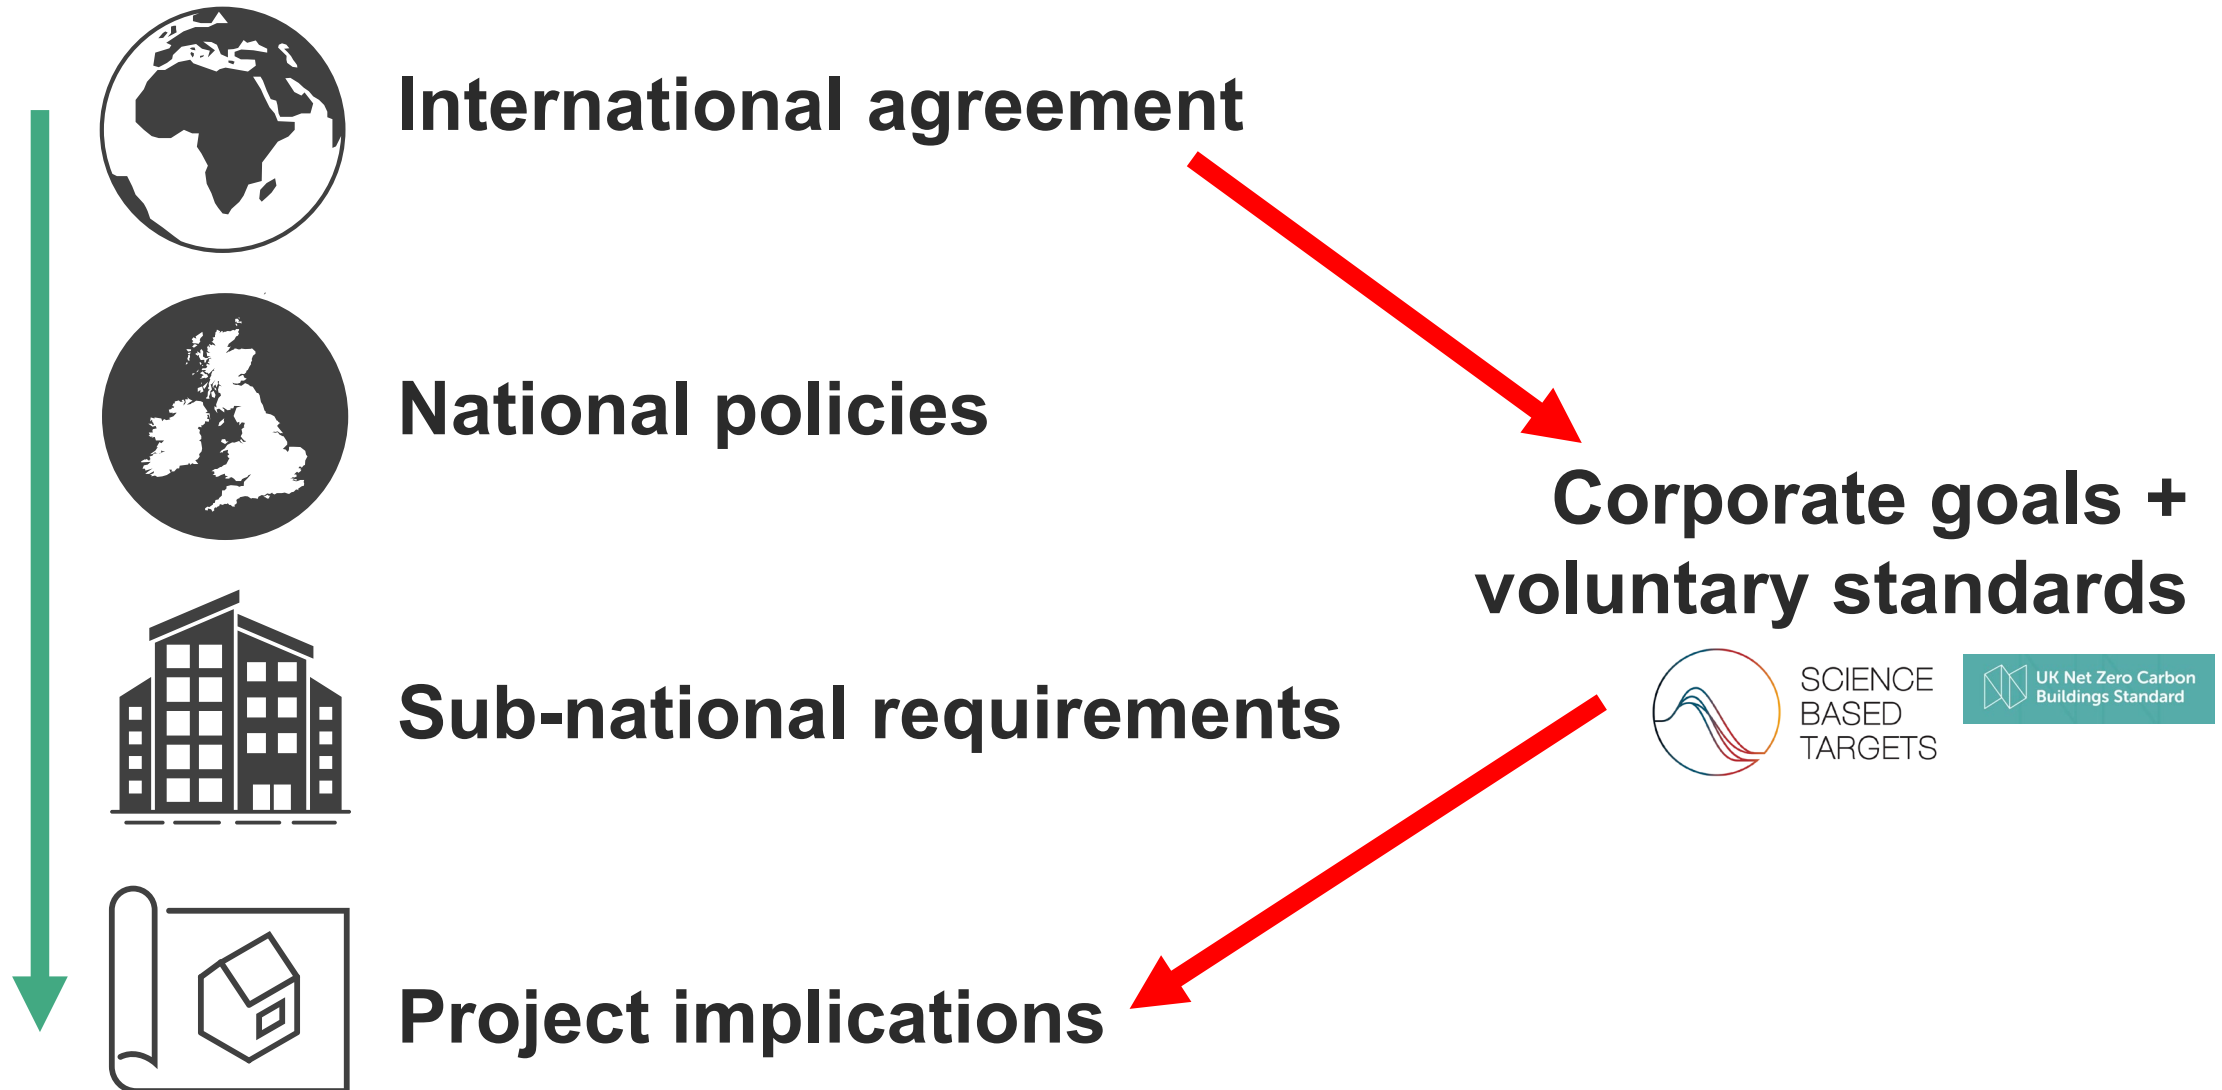 International agreement
National policies
Sub-national requirements
Project implications
Corporate goals +
voluntary standards
SCIENCE
BASED
TARGETS
UK Net Zero Carbon
Buildings Standard